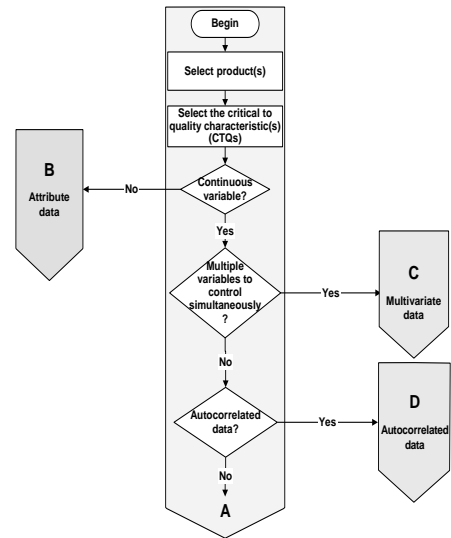 Begin
Select product(s)
Select the critical to
quality characteristic(s)
(CTQs)
Continuous
variable?
No
B
Attribute
data
Yes
Multiple
variables to
control
simultaneously
?
Yes
C
Multivariate
data
No
Autocorrelated
data?
Yes
D
Autocorrelated
data
No
A